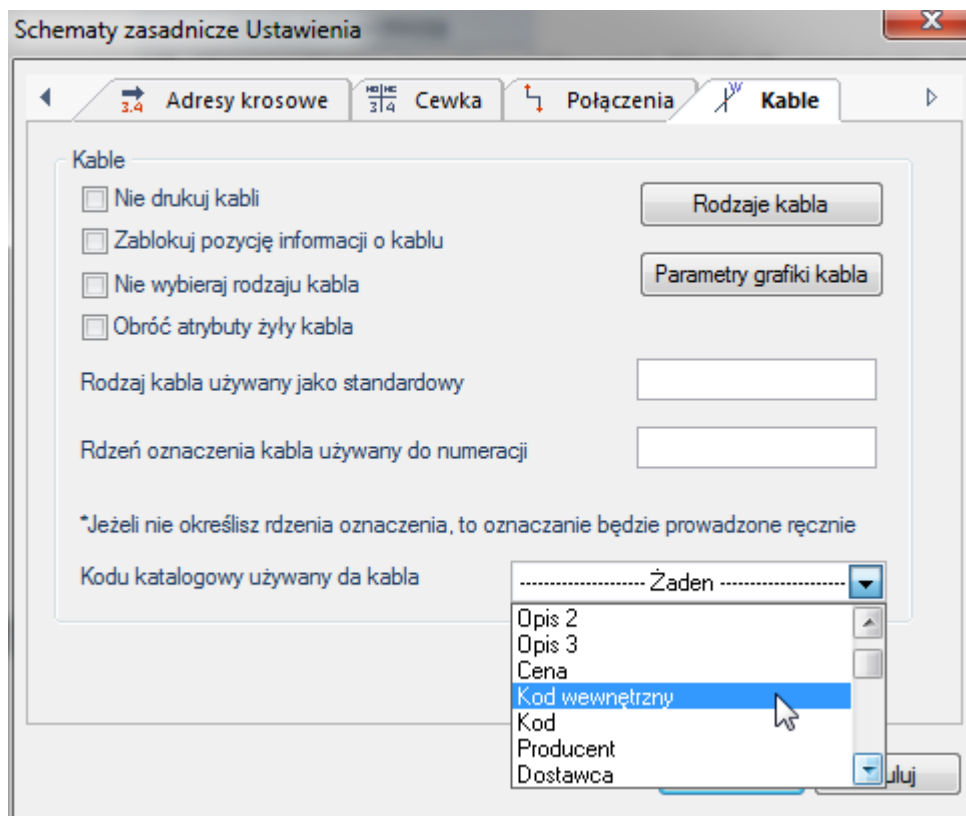 Schematy zasadnicze Ustawienia
Adresy krosowe
Cewka
Połączenia
Kable
Kable
Nie drukuj kabli
Rodzaje kabla
Zablokuj pozycję informacji o kablu
Nie wybieraj rodzaju kabla
Parametry grafiki kabla
Obróć atrybuty żyły kabla
Rodzaj kabla używany jako standardowy
Rdzeń oznaczenia kabla używany do numeracji
*Jeżeli nie określisz rdzenia oznaczenia, to oznaczanie będzie prowadzone ręcznie
Kodu katalogowy używany da kabla
--------------------- Żaden ---------------------
Opis 2
Opis 3
Cena
Kod wewnętrzny
Kod
Producent
Dostawca
uluj